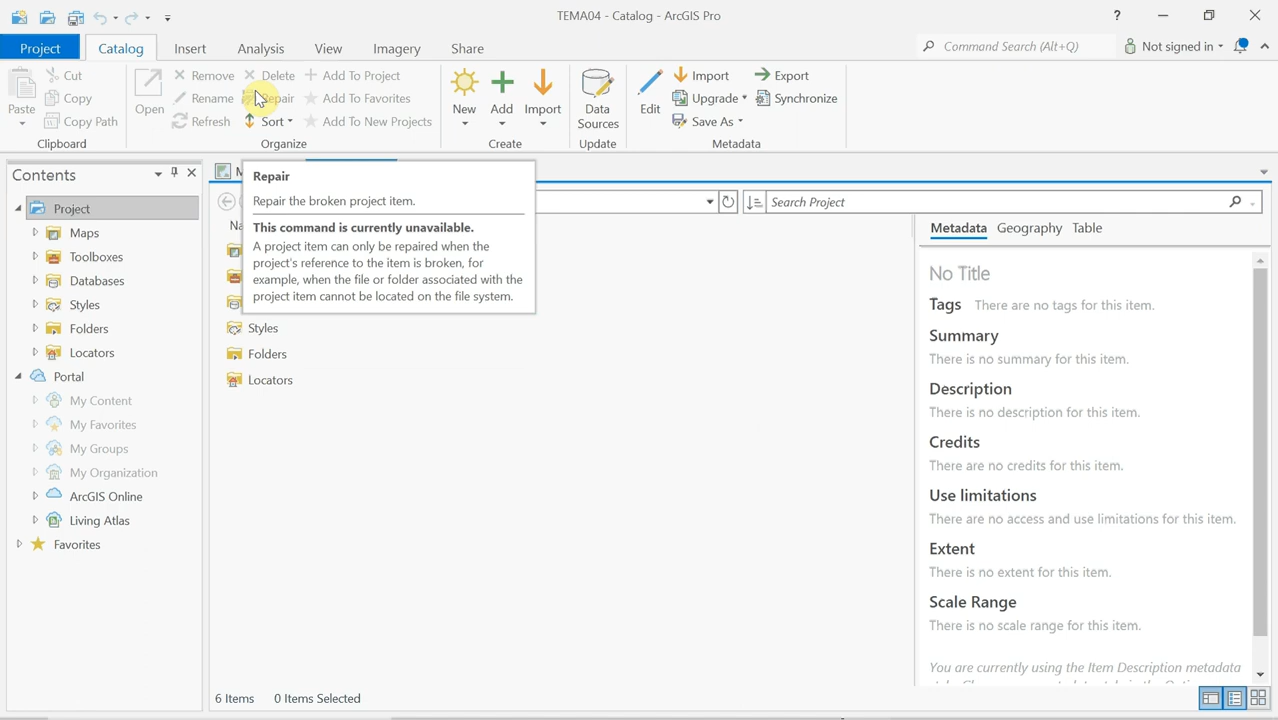 TEMA04 - Catalog - ArcGIS Pro
Project
Catalog
Insert
Analysis
View
Imagery
Share
Command Search (Alt+Q)
Not signed in
Paste
Cut
Copy
Copy Path
Clipboard
Open
Remove
Rename
Refresh
Delete
Repair
Sort
Add To Project
Add To Favorites
Add To New Projects
Organize
New
Add
Import
Create
Data
Sources
Update
Edit
Import
Upgrade
Save As
Export
Synchronize
Metadata
Contents
Project
Maps
Toolboxes
Databases
Styles
Folders
Locators
Portal
My Content
My Favorites
My Groups
My Organization
ArcGIS Online
Living Atlas
Favorites
Repair
Repair the broken project item.
This command is currently unavailable.
A project item can only be repaired when the
project's reference to the item is broken, for
example, when the file or folder associated with the
project item cannot be located on the file system.
Search Project
Styles
Folders
Locators
6 Items
0 Items Selected
Metadata
Geography
Table
No Title
Tags There are no tags for this item.
Summary
There is no summary for this item.
Description
There is no description for this item.
Credits
There are no credits for this item.
Use limitations
There are no access and use limitations for this item.
Extent
There is no extent for this item.
Scale Range
There is no scale range for this item.
You are currently using the Item Description metadata